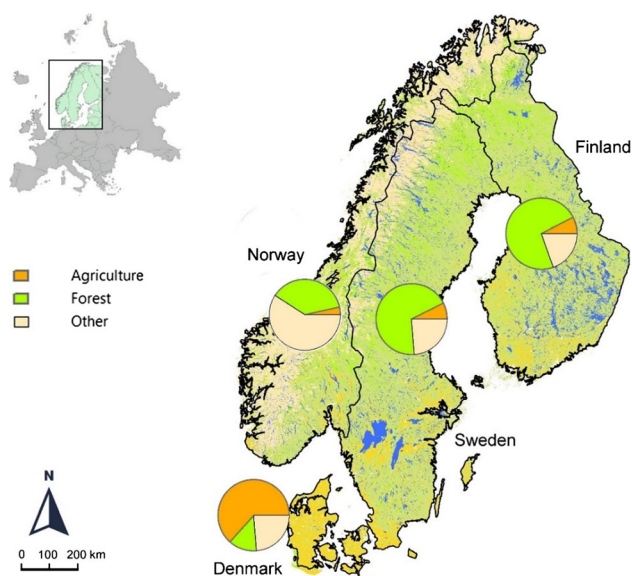 Finland
Norway
Agriculture
Forest
Other
Sweden
N
0 100 200 km
Denmark